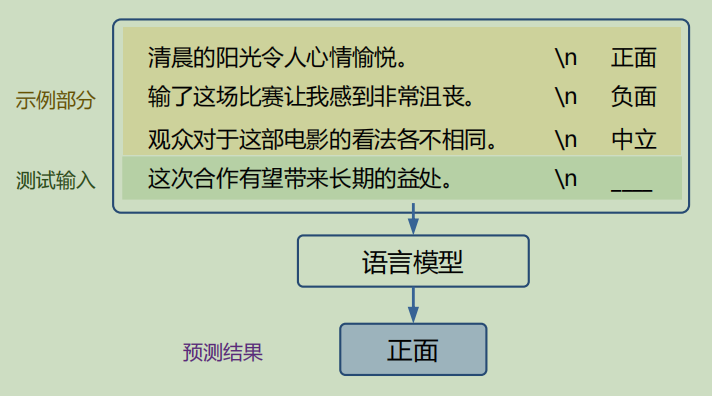 清晨的阳光令人心情愉悦。 \n 正面
示例部分 输了这场比赛让我感到非常沮丧。 \n 负面
观众对于这部电影的看法各不相同。 \n 中立
测试输入 这次合作有望带来长期的益处。 \n ____
语言模型
预测结果 正面